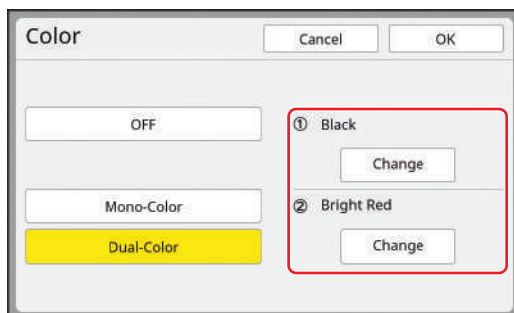 Color
Cancel
OK
OFF
① Black
Change
Mono-Color
② Bright Red
Dual-Color
Change